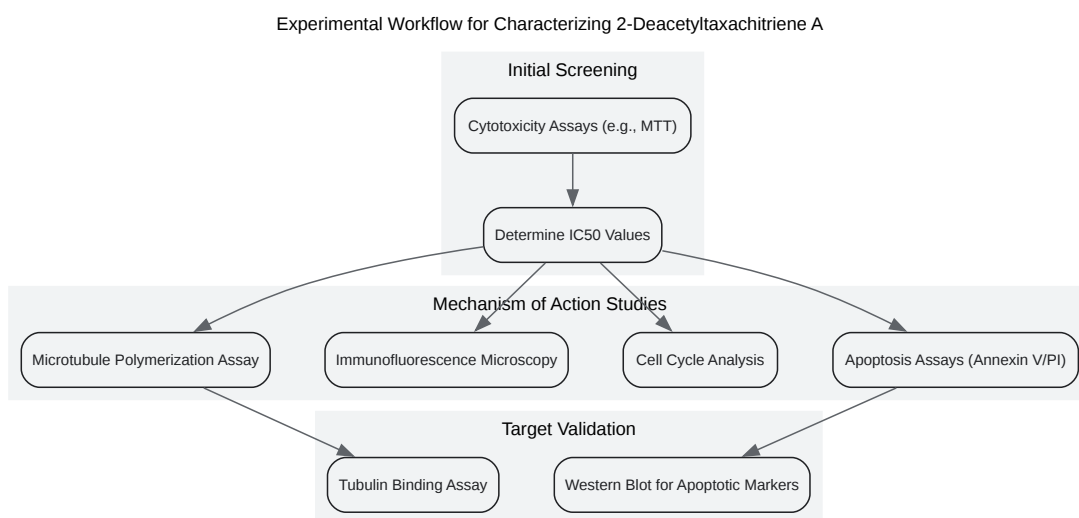 Experimental Workflow for Characterizing 2-Deacetyltaxachitriene A
Initial Screening
Cytotoxicity Assays (e.g., MTT)
Determine IC50 Values
Mechanism of Action Studies
Microtubule Polymerization Assay
Immunofluorescence Microscopy
Cell Cycle Analysis
Apoptosis Assays (Annexin V/PI)
Target Validation
Tubulin Binding Assay
Western Blot for Apoptotic Markers